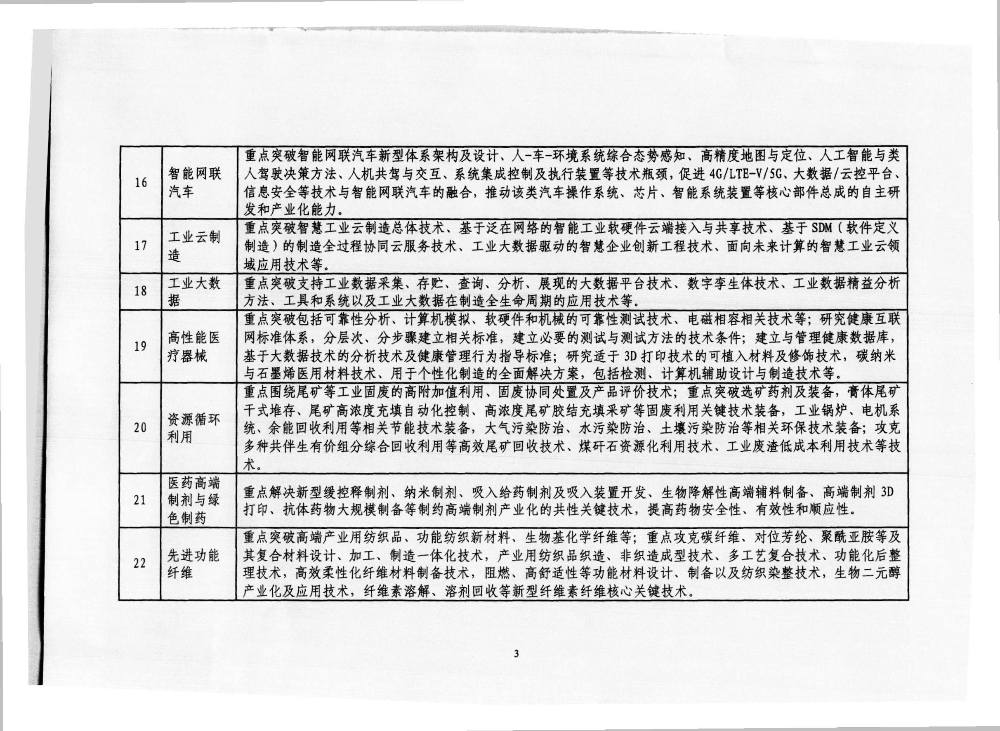 16
智能网联
汽车
重点突破智能网联汽车新型体系架构及设计、人-车-环境系统综合态势感知、高精度地图与定位、人工智能与类
人驾驶决策方法、人机共驾与交互、系统集成控制及执行装置等技术瓶颈，促进 4G/LTE-V/5G、大数据/云控平台、
信息安全等技术与智能网联汽车的融合，推动该类汽车操作系统、芯片、智能系统装置等核心部件总成的自主研
发和产业化能力。
17
工业云制
造
重点突破智慧工业云制造总体技术、基于泛在网络的智能工业软硬件云端接入与共享技术、基于 SDM（软件定义
制造）的制造全过程协同云服务技术、工业大数据驱动的智慧企业创新工程技术、面向未来计算的智慧工业云领
域应用技术等。
18
工业大数
据
重点突破支持工业数据采集、存贮、查询、分析、展现的大数据平台技术、数字孪生体技术、工业数据精益分析
方法、工具和系统以及工业大数据在制造全生命周期的应用技术等。
19
高性能医
疗器械
重点突破包括可靠性分析、计算机模拟、软硬件和机械的可靠性测试技术、电磁相容相关技术等；研究健康互联
网标准体系，分层次、分步骤建立相关标准，建立必要的测试与测试方法的技术条件；建立与管理健康数据库，
基于大数据技术的分析技术及健康管理行为指导标准；研究适于 3D 打印技术的可植入材料及修饰技术，碳纳米
与石墨烯医用材料技术、用于个性化制造的全面解决方案，包括检测、计算机辅助设计与制造技术等。
20
资源循环
利用
重点围绕尾矿等工业固废的高附加值利用、固废协同处置及产品评价技术；重点突破选矿药剂及装备，膏体尾矿
干式堆存、尾矿高浓度充填自动化控制、高浓度尾矿胶结充填采矿等固废利用关键技术装备，工业锅炉、电机系
统、余能回收利用等相关节能技术装备，大气污染防治、水污染防治、土壤污染防治等相关环保技术装备；攻克
多种共伴生有价组分综合回收利用等高效尾矿回收技术、煤矸石资源化利用技术、工业废渣低成本利用技术等技
术。
21
医药高端
制剂与绿
色制药
重点解决新型缓控释制剂、纳米制剂、吸入给药制剂及吸入装置开发、生物降解性高端辅料制备、高端制剂 3D
打印、抗体药物大规模制备等制约高端制剂产业化的共性关键技术，提高药物安全性、有效性和顺应性。
22
先进功能
纤维
重点突破高端产业用纺织品、功能纺织新材料、生物基化学纤维等；重点攻克碳纤维、对位芳纶、聚酰亚胺等及
其复合材料设计、加工、制造一体化技术，产业用纺织品织造、非织造成型技术、多工艺复合技术、功能化后整
理技术，高效柔性化纤维材料制备技术，阻燃、高舒适性等功能材料设计、制备以及纺织染整技术，生物二元醇
产业化及应用技术，纤维素溶解、溶剂回收等新型纤维素纤维核心关键技术。
3